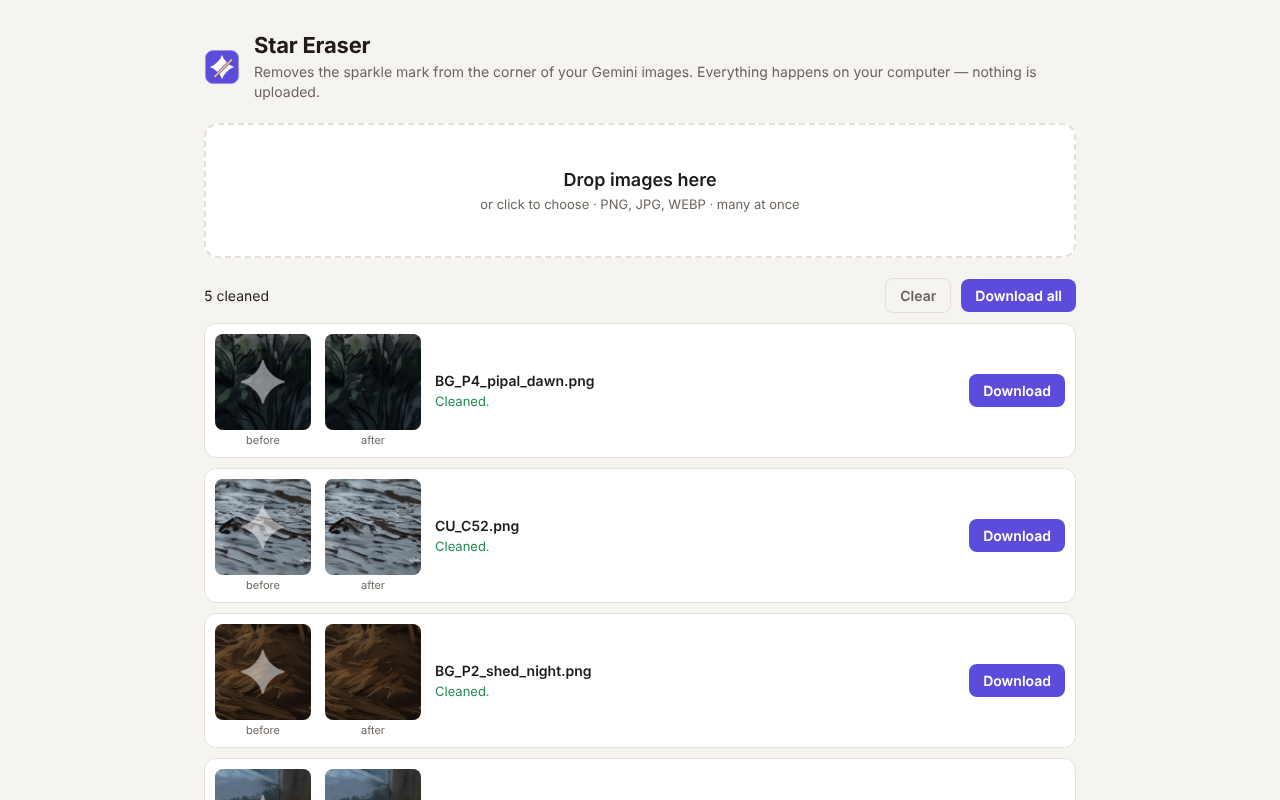 Star Eraser
Removes the sparkle mark from the corner of your Gemini images. Everything happens on your computer — nothing is
uploaded.
Drop images here
or click to choose · PNG, JPG, WEBP · many at once
5 cleaned
Clear
Download all
BG_P4_pipal_dawn.png
Cleaned.
Download
before
after
CU_C52.png
Cleaned.
Download
before
after
BG_P2_shed_night.png
Cleaned.
Download
before
after